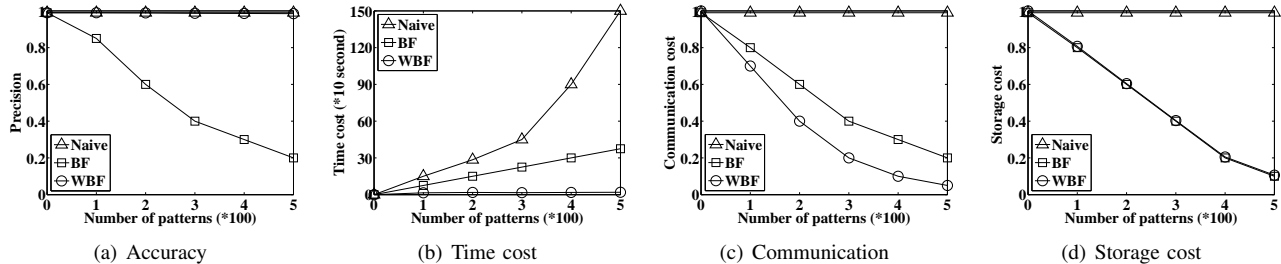 1
0.8
0.6
0.4
0.2
0
Precision
Naive
BF
WBF
0 1 2 3 4 5
Number of patterns (*100)
(a) Accuracy
150
120
90
60
30
0
Time cost (*10 second)
Naive
BF
WBF
0 1 2 3 4 5
Number of patterns (*100)
(b) Time cost
1
0.8
0.6
0.4
0.2
0
Communication cost
Naive
BF
WBF
0 1 2 3 4 5
Number of patterns (*100)
(c) Communication
1
0.8
0.6
0.4
0.2
0
Storage cost
Naive
BF
WBF
0 1 2 3 4 5
Number of patterns (*100)
(d) Storage cost